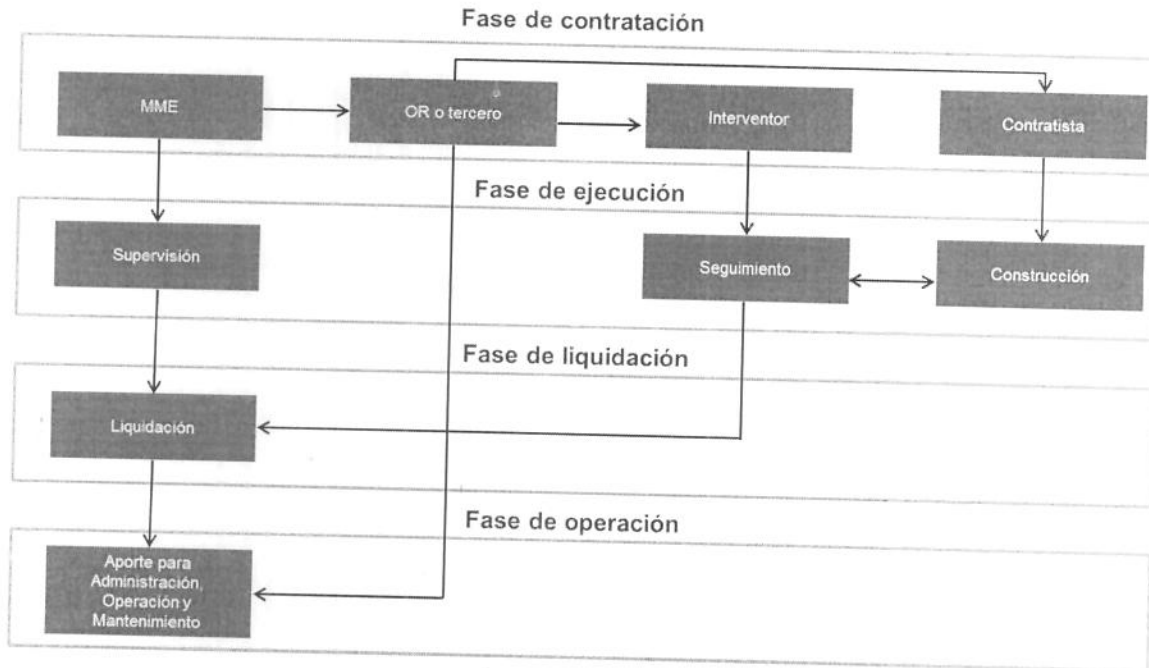 Fase de contratación
MME
OR o tercero
Interventor
Contratista
Fase de ejecución
Supervisión
Seguimiento
Construcción
Fase de liquidación
Liquidación
Fase de operación
Aporte para
Administración,
Operación y
Mantenimiento